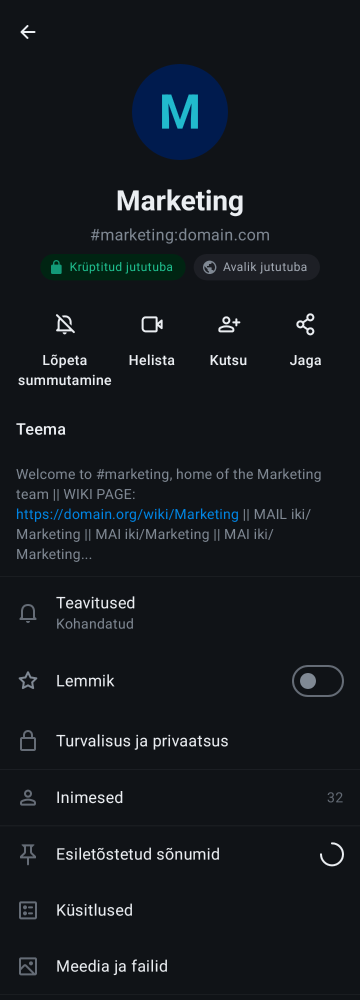 M
Marketing
#marketing:domain.com
Krüptitud jututuba
Avalik jututuba
Lõpeta
summutamine
Helista
Kutsu
Jaga
Teema
Welcome to #marketing, home of the Marketing
team || WIKI PAGE:
https://domain.org/wiki/Marketing || MAIL iki/
Marketing || MAI iki/Marketing || MAI iki/
Marketing...
Teavitused
Kohandatud
Lemmik
Turvalisus ja privaatsus
Inimesed 32
Esiletõstetud sõnumid
Küsitlused
Meedia ja failid